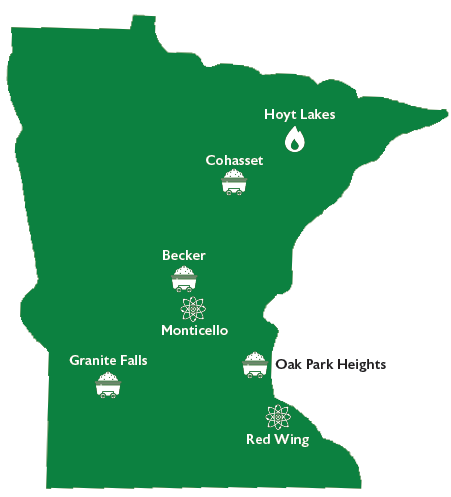 Hoyt Lakes
Cohasset
Becker
Monticello
Granite Falls
Oak Park Heights
Red Wing